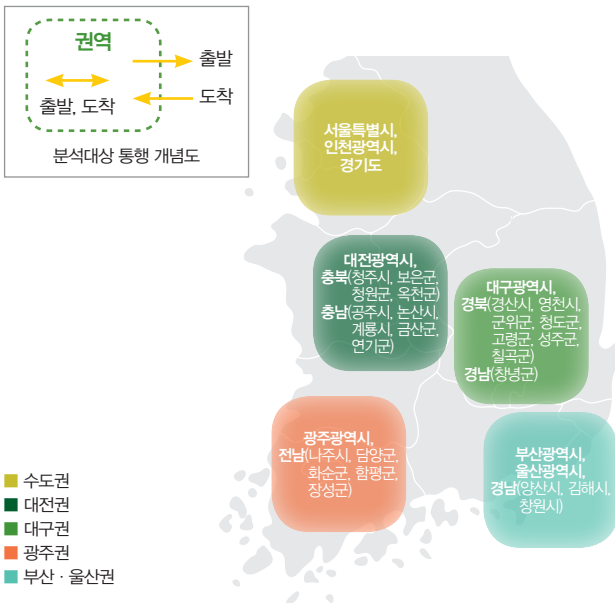 권역
출발
출발, 도착
도착
분석대상 통행 개념도
서울특별시,
인천광역시,
경기도
대전광역시,
충북(청주시, 보은군,
청원군, 옥천군)
충남(공주시, 논산시,
계룡시, 금산군,
연기군)
대구광역시,
경북(경산시, 영천시,
군위군, 청도군,
고령군, 성주군,
칠곡군)
경남(창녕군)
광주광역시,
전남(나주시, 담양군,
화순군, 함평군,
장성군)
부산광역시,
울산광역시,
경남(양산시, 김해시,
창원시)
수도권
대전권
대구권
광주권
부산 · 울산권